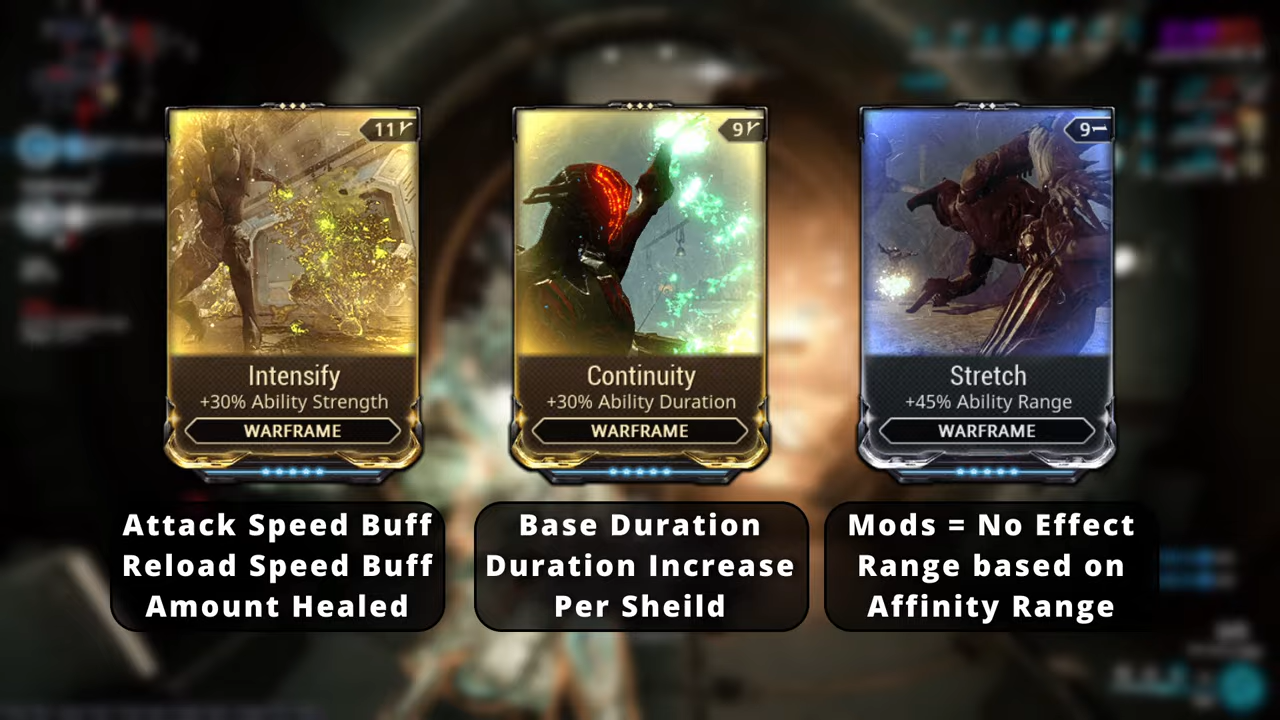 11
Intensify
+30% Ability Strength
WARFRAME
9
Continuity
+30% Ability Duration
WARFRAME
9
Stretch
+45% Ability Range
WARFRAME
Attack Speed Buff
Reload Speed Buff
Amount Healed
Base Duration
Duration Increase
Per Sheild
Mods = No Effect
Range based on
Affinity Range